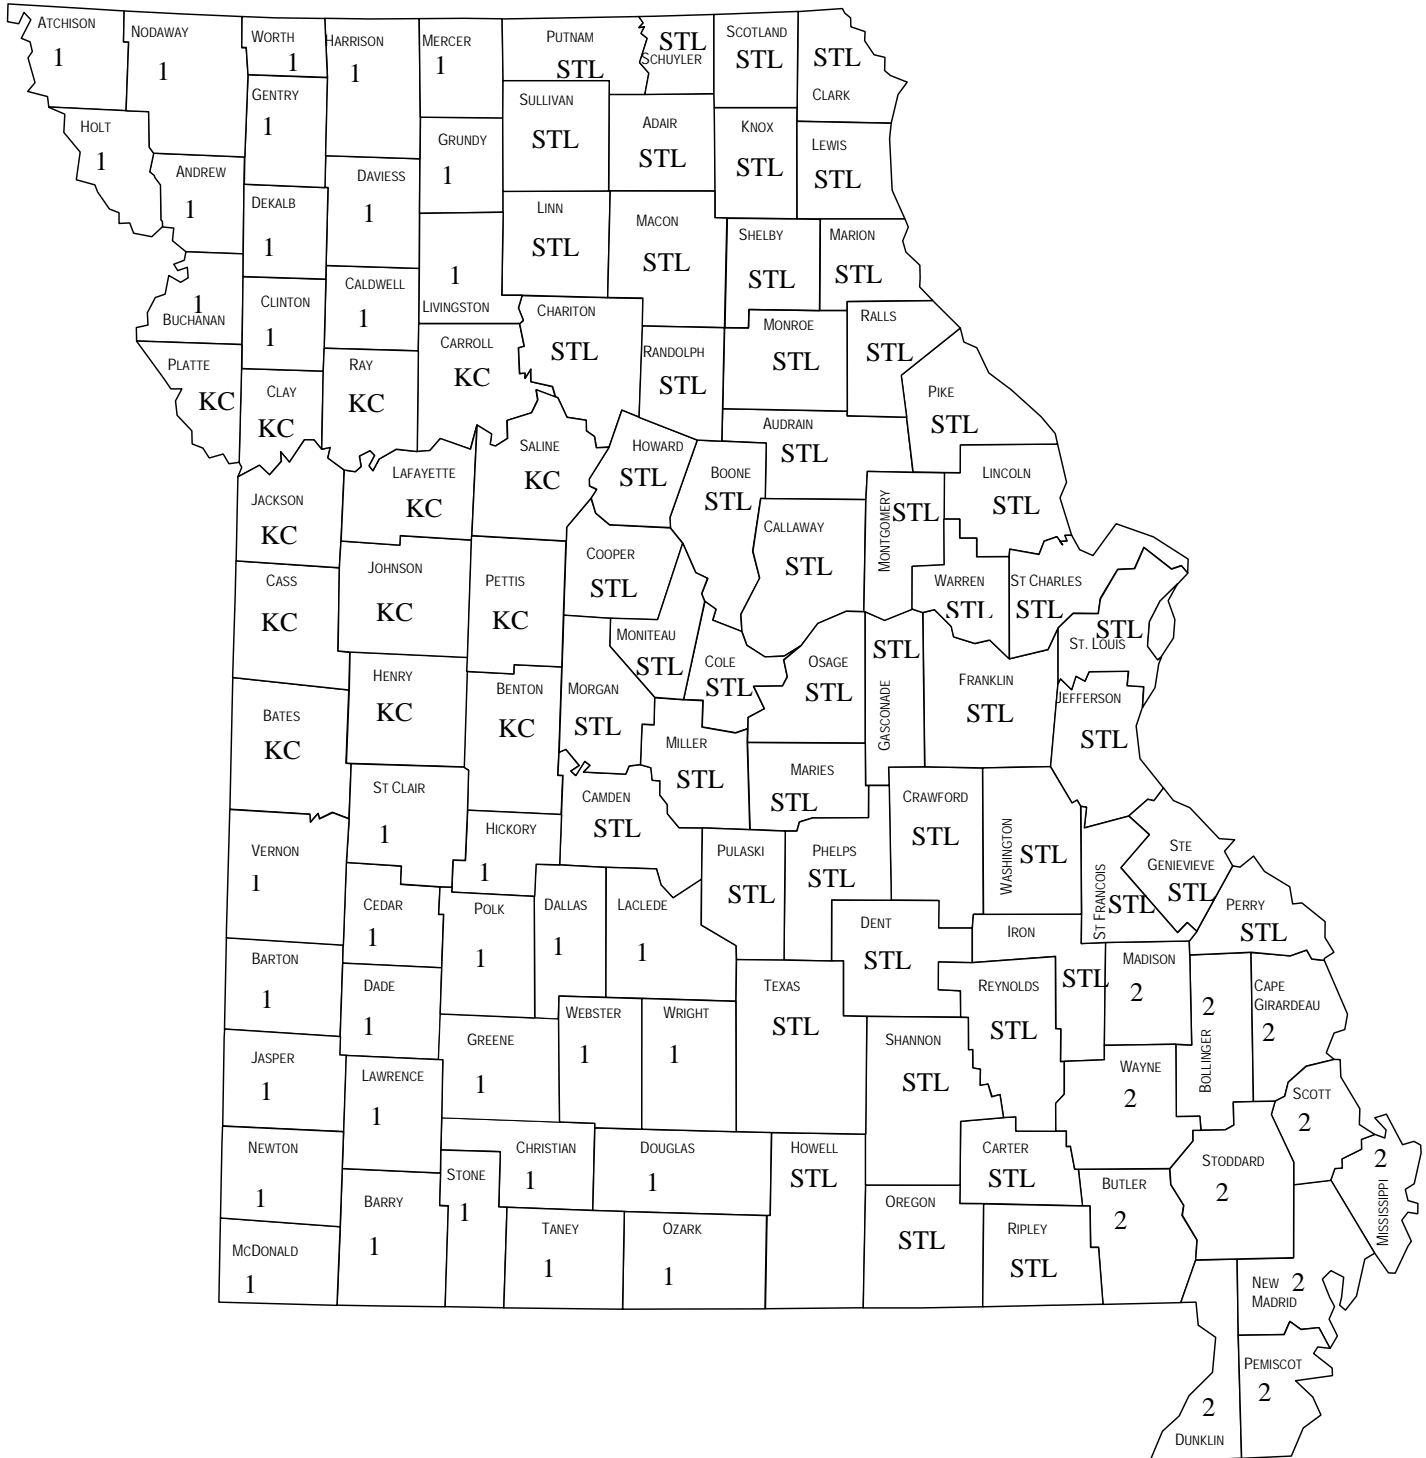 ATCHISON
1
NODAWAY
1
WORTH
1
HARRISON
1
MERCER
1
PUTNAM
STL
STL
SCHUYLER
SCOTLAND
STL
STL
CLARK
HOLT
1
GENTRY
1
GRUNDY
1
SULLIVAN
STL
ADAIR
STL
KNOX
STL
LEWIS
STL
ANDREW
1
DEKALB
1
DAVIESS
1
LINN
STL
MACON
STL
SHELBY
STL
MARION
STL
1
BUCHANAN
CLINTON
1
CALDWELL
1
1
LIVINGSTON
CHARITON
STL
RANDOLPH
STL
MONROE
STL
RALLS
STL
PLATTE
KC
CLAY
KC
RAY
KC
CARROLL
KC
PIKE
STL
AUDRAIN
STL
SALINE
KC
HOWARD
STL
BOONE
STL
LINCOLN
STL
JACKSON
KC
LAFAYETTE
KC
MONTGOMERY
STL
CALLAWAY
STL
COOPER
STL
CASS
KC
JOHNSON
KC
PETTIS
KC
WARREN
STL
ST CHARLES
STL
STL
ST. LOUIS
MONITEAU
STL
COLE
STL
OSAGE
STL
STL
GASCONADE
FRANKLIN
STL
JEFFERSON
STL
BATES
KC
HENRY
KC
BENTON
KC
MORGAN
STL
MILLER
STL
MARIES
STL
ST CLAIR
1
CAMDEN
STL
CRAWFORD
STL
WASHINGTON
STL
ST FRANCOIS
STL
STE
GENIEVIEVE
STL
VERNON
1
HICKORY
1
PULASKI
STL
PHELPS
STL
CEDAR
1
POLK
1
DALLAS
1
LACLEDE
1
DENT
STL
IRON
STL
PERRY
STL
BARTON
1
DADE
1
TEXAS
STL
REYNOLDS
STL
MADISON
2
2
BOLLINGER
CAPE
GIRARDEAU
2
JASPER
1
GREENE
1
WEBSTER
1
WRIGHT
1
SHANNON
STL
WAYNE
2
LAWRENCE
1
SCOTT
2
NEWTON
1
STONE
1
CHRISTIAN
1
DOUGLAS
1
HOWELL
STL
CARTER
STL
STODDARD
2
2
MISSISSIPPI
BARRY
1
BUTLER
2
OREGON
STL
RIPLEY
STL
MCDONALD
1
TANEY
1
OZARK
1
NEW
MADRID
2
PEMISCOT
2
2
DUNKLIN